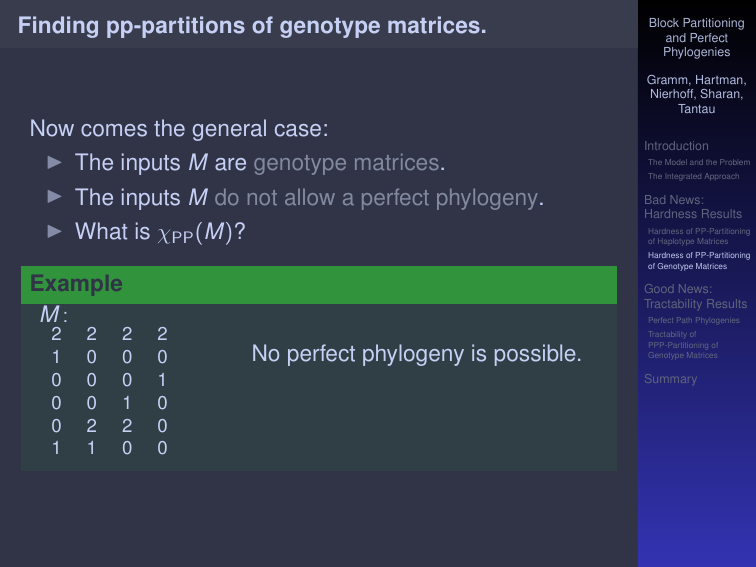 Finding pp-partitions of genotype matrices.
Now comes the general case:
▶ The inputs M are genotype matrices.
▶ The inputs M do not allow a perfect phylogeny.
▶ What is χPP(M)?
Example
M:
2 2 2 2
1 0 0 0
0 0 0 1
0 0 1 0
0 2 2 0
1 1 0 0
No perfect phylogeny is possible.
Block Partitioning
and Perfect
Phylogenies
Gramm, Hartman,
Nierhoff, Sharan,
Tantau
Introduction
The Model and the Problem
The Integrated Approach
Bad News:
Hardness Results
Hardness of PP-Partitioning
of Haplotype Matrices
Hardness of PP-Partitioning
of Genotype Matrices
Good News:
Tractability Results
Perfect Path Phylogenies
Tractability of
PPP-Partitioning of
Genotype Matrices
Summary